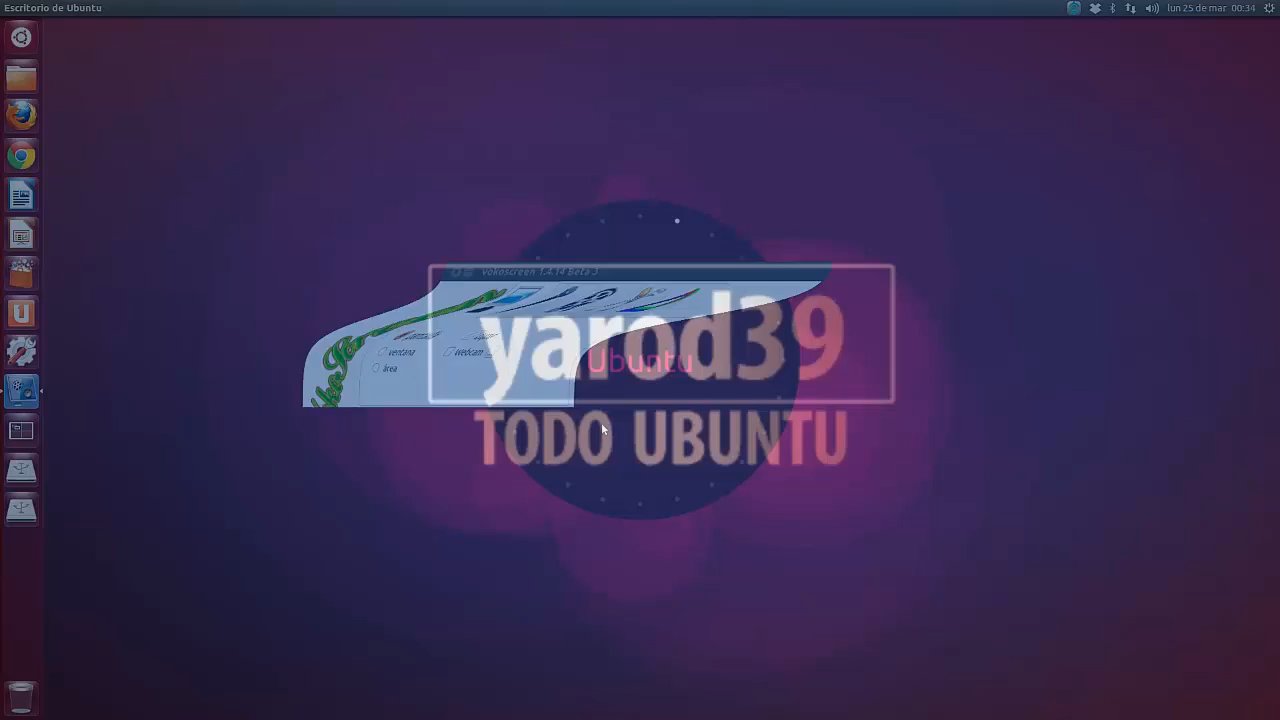 Escritorio de Ubuntu
lun 25 de mar 00:34
Vokoscreen 1.4.14 Beta 3
ventana
Webcam
área
yarod39
Ubuntu
TODO UBUNTU